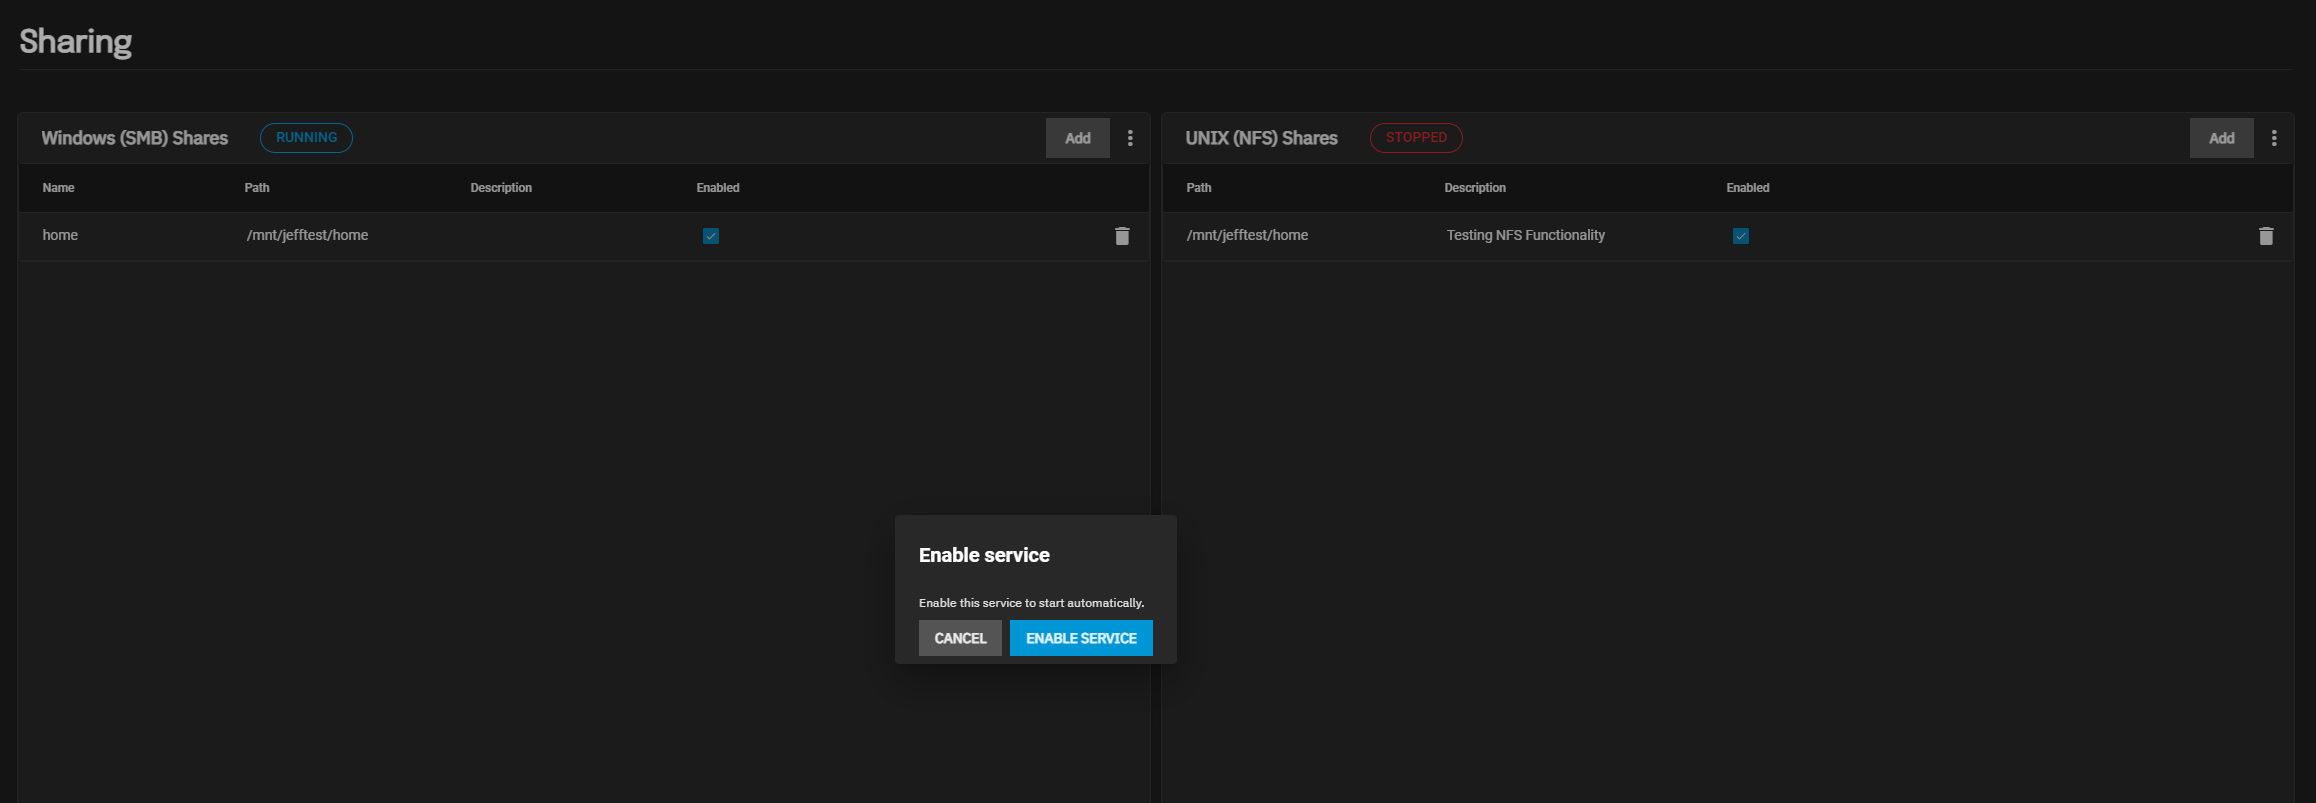 Sharing
Windows (SMB) Shares RUNNING Add
Name Path Description Enabled
home /mnt/jefftest/home
UNIX (NFS) Shares STOPPED Add
Path Description Enabled
/mnt/jefftest/home Testing NFS Functionality
Enable service
Enable this service to start automatically.
CANCEL ENABLE SERVICE